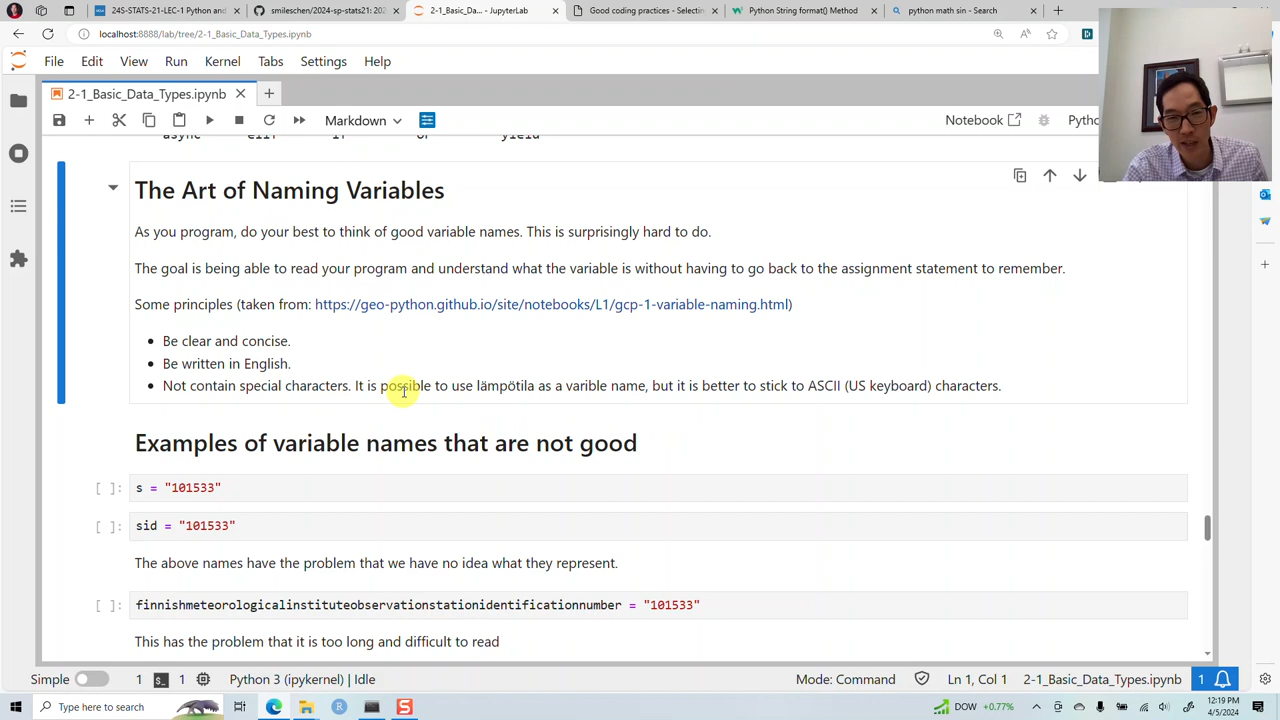 24S-STATS-21-LEC-1 Python and
smileschen/2024-sp-stats21: 202
2-1_Basic_Da... - JupyterLab
Good coding practices - Selectin
Python String format() Method
python math sin - Search
localhost:8888/lab/tree/2-1_Basic_Data_Types.ipynb
File Edit View Run Kernel Tabs Settings Help
2-1_Basic_Data_Types.ipynb
Markdown
Notebook
Pytho
async elif if or yield
The Art of Naming Variables
As you program, do your best to think of good variable names. This is surprisingly hard to do.
The goal is being able to read your program and understand what the variable is without having to go back to the assignment statement to remember.
Some principles (taken from: https://geo-python.github.io/site/notebooks/L1/gcp-1-variable-naming.html)
• Be clear and concise.
• Be written in English.
• Not contain special characters. It is possible to use lämpötila as a varible name, but it is better to stick to ASCII (US keyboard) characters.
Examples of variable names that are not good
[ ]: s = "101533"
[ ]: sid = "101533"
The above names have the problem that we have no idea what they represent.
[ ]: finnishmeteorologicalinstituteobservationstationidentificationnumber = "101533"
This has the problem that it is too long and difficult to read
Simple 1 1 Python 3 (ipykernel) | Idle Mode: Command Ln 1, Col 1 2-1_Basic_Data_Types.ipynb 1
Type here to search
DOW +0.77%
12:19 PM
4/5/2024